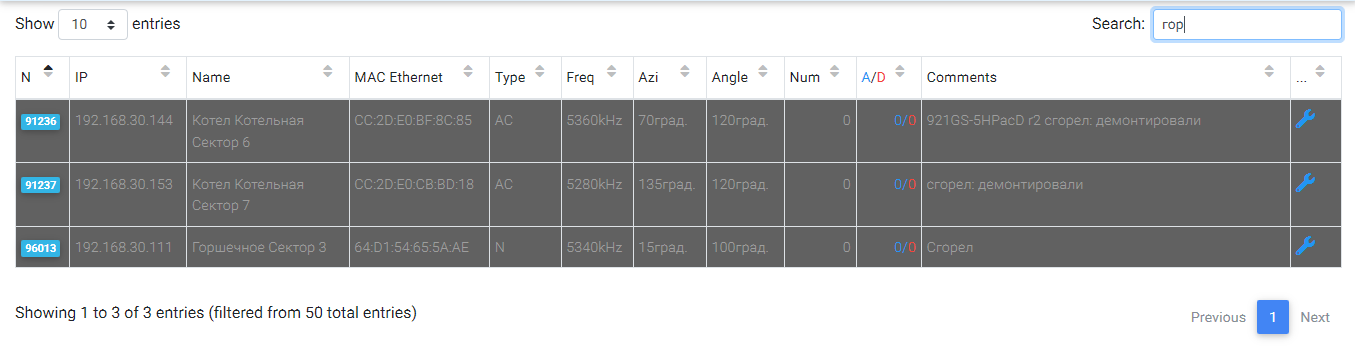 Show 10 entries Search: гор
N IP Name MAC Ethernet Type Freq Azi Angle Num A/D Comments ...
91236 192.168.30.144 Котел Котельная CC:2D:E0:BF:8C:85 AC 5360kHz 70град. 120град. 0 0/0 921GS-5HPacD r2 сгорел: демонтировали
Сектор 6
91237 192.168.30.153 Котел Котельная CC:2D:E0:CB:BD:18 AC 5280kHz 135град. 120град. 0 0/0 сгорел: демонтировали
Сектор 7
96013 192.168.30.111 Горшечное Сектор 3 64:D1:54:65:5A:AE N 5340kHz 15град. 100град. 0 0/0 Сгорел
Showing 1 to 3 of 3 entries (filtered from 50 total entries) Previous 1 Next